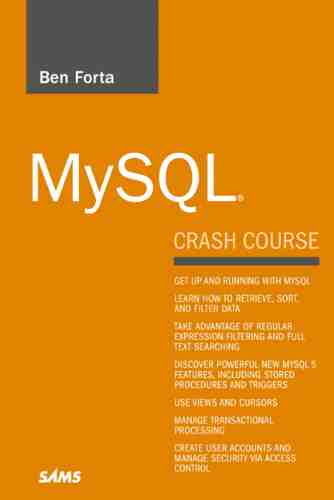 Ben Forta
MySQL®
CRASH COURSE
GET UP AND RUNNING WITH MYSQL
LEARN HOW TO RETRIEVE, SORT,
AND FILTER DATA
TAKE ADVANTAGE OF REGULAR
EXPRESSION FILTERING AND FULL
TEXT SEARCHING
DISCOVER POWERFUL NEW MYSQL 5
FEATURES, INCLUDING STORED
PROCEDURES AND TRIGGERS
USE VIEWS AND CURSORS
MANAGE TRANSACTIONAL
PROCESSING
CREATE USER ACCOUNTS AND
MANAGE SECURITY VIA ACCESS
CONTROL
SAMS